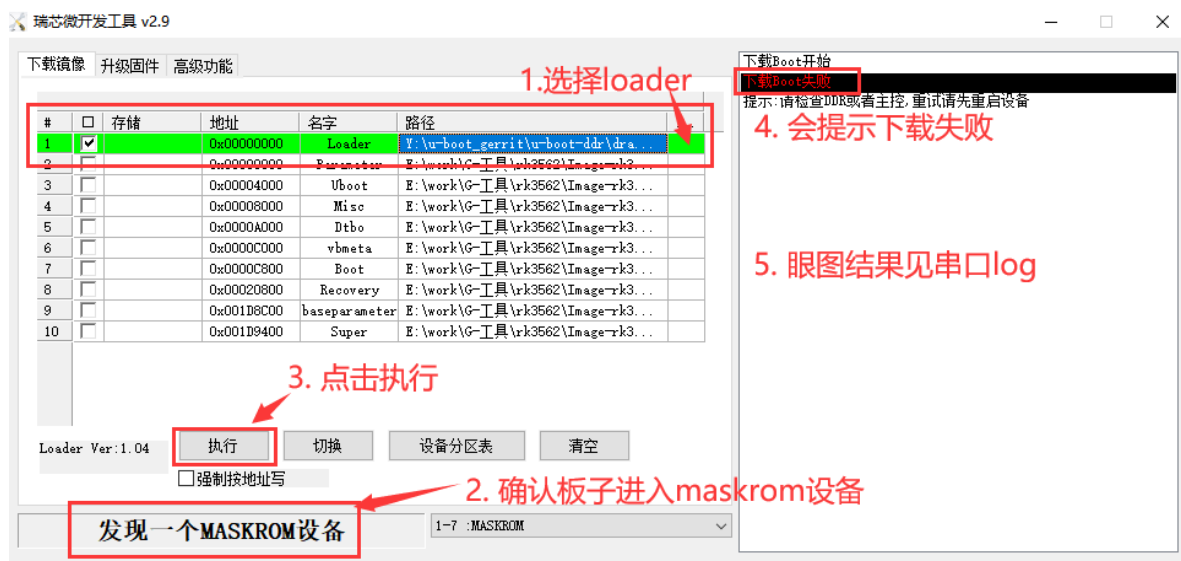 瑞芯微开发工具 v2.9
下载镜像 升级固件 高级功能
1.选择loader
# 存储 地址 名字 路径
1 0x00000000 Loader Y:\u-boot_gerrit\u-boot-ddr\dra...
2 0x00000000 Parameter E:\work\G-工具\rk3562\Image-rk3...
3 0x00004000 Uboot E:\work\G-工具\rk3562\Image-rk3...
4 0x00008000 Misc E:\work\G-工具\rk3562\Image-rk3...
5 0x0000A000 Dtbo E:\work\G-工具\rk3562\Image-rk3...
6 0x0000C000 vbmeta E:\work\G-工具\rk3562\Image-rk3...
7 0x0000C800 Boot E:\work\G-工具\rk3562\Image-rk3...
8 0x00020800 Recovery E:\work\G-工具\rk3562\Image-rk3...
9 0x001D8C00 baseparameter E:\work\G-工具\rk3562\Image-rk3...
10 0x001D9400 Super E:\work\G-工具\rk3562\Image-rk3...
3. 点击执行
Loader Ver:1.04 执行 切换 设备分区表 清空
强制按地址写
2. 确认板子进入maskrom设备
发现一个MASKROM设备
1-7 :MASKROM
下载Boot开始
下载Boot失败
提示:请检查DDR或者主控,重试请先重启设备
4. 会提示下载失败
5. 眼图结果见串口log